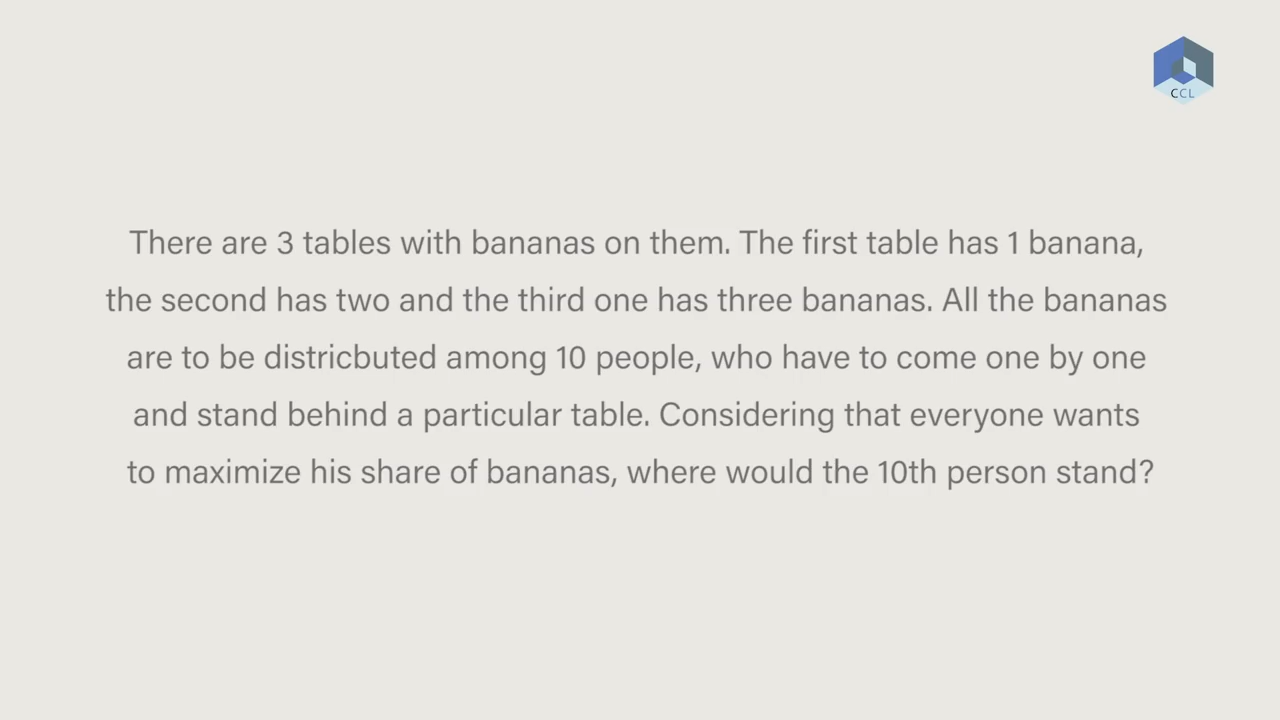 CCL
There are 3 tables with bananas on them. The first table has 1 banana,
the second has two and the third one has three bananas. All the bananas
are to be districbuted among 10 people, who have to come one by one
and stand behind a particular table. Considering that everyone wants
to maximize his share of bananas, where would the 10th person stand?